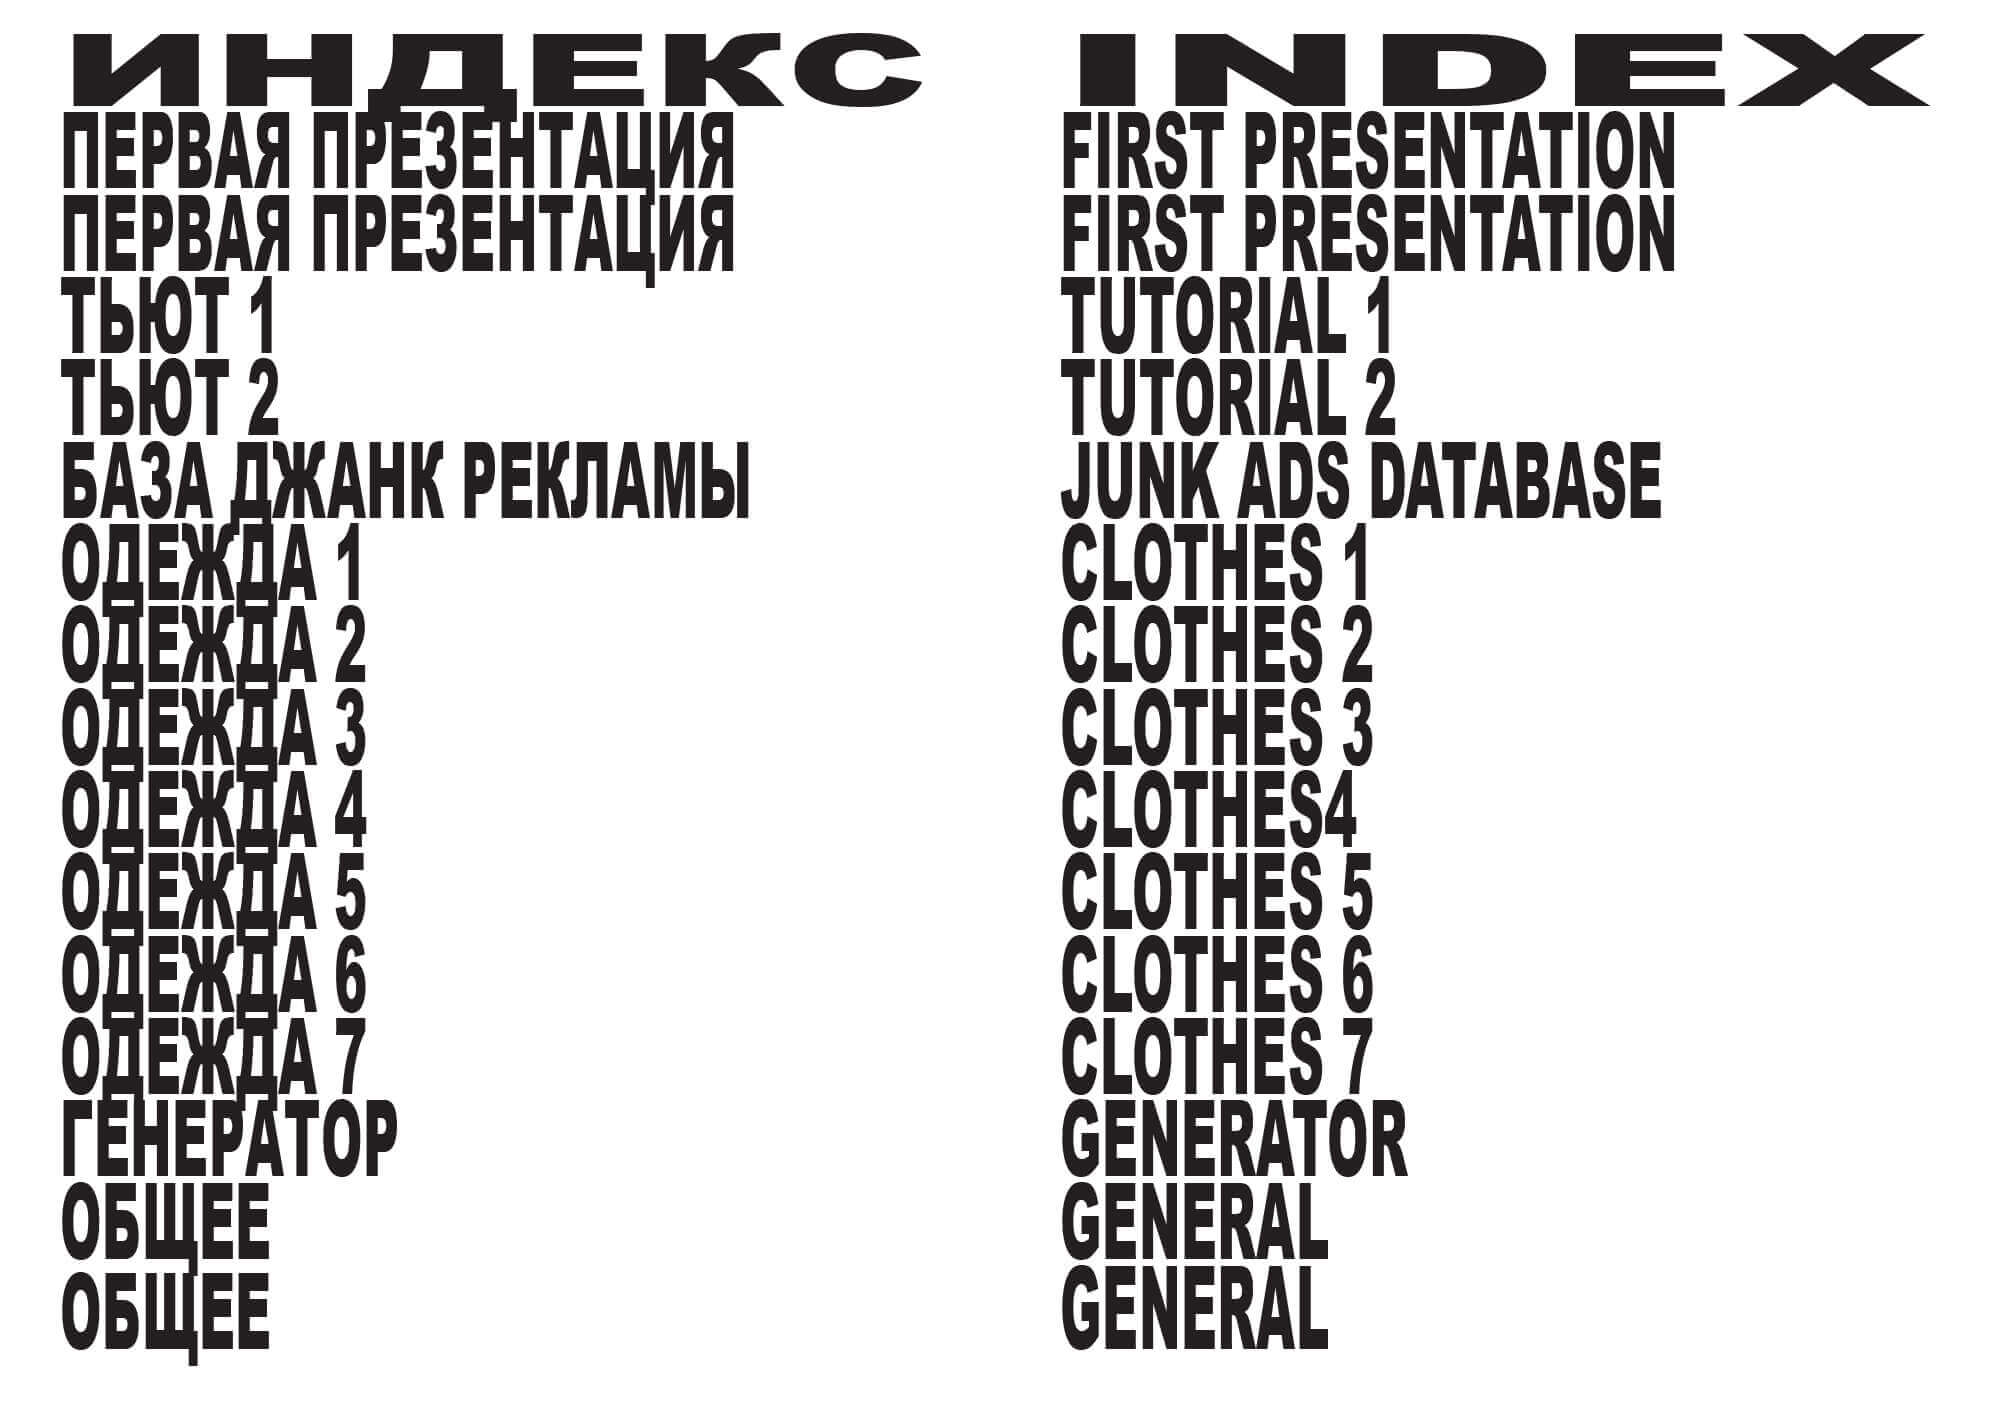 ИНДЕКС
ПЕРВАЯ ПРЕЗЕНТАЦИЯ
ПЕРВАЯ ПРЕЗЕНТАЦИЯ
ТЬЮТ 1
ТЬЮТ 2
БАЗА ДЖАНК РЕКЛАМЫ
ОДЕЖДА 1
ОДЕЖДА 2
ОДЕЖДА 3
ОДЕЖДА 4
ОДЕЖДА 5
ОДЕЖДА 6
ОДЕЖДА 7
ГЕНЕРАТОР
ОБЩЕЕ
ОБЩЕЕ
INDEX
FIRST PRESENTATION
FIRST PRESENTATION
TUTORIAL 1
TUTORIAL 2
JUNK ADS DATABASE
CLOTHES 1
CLOTHES 2
CLOTHES 3
CLOTHES4
CLOTHES 5
CLOTHES 6
CLOTHES 7
GENERATOR
GENERAL
GENERAL